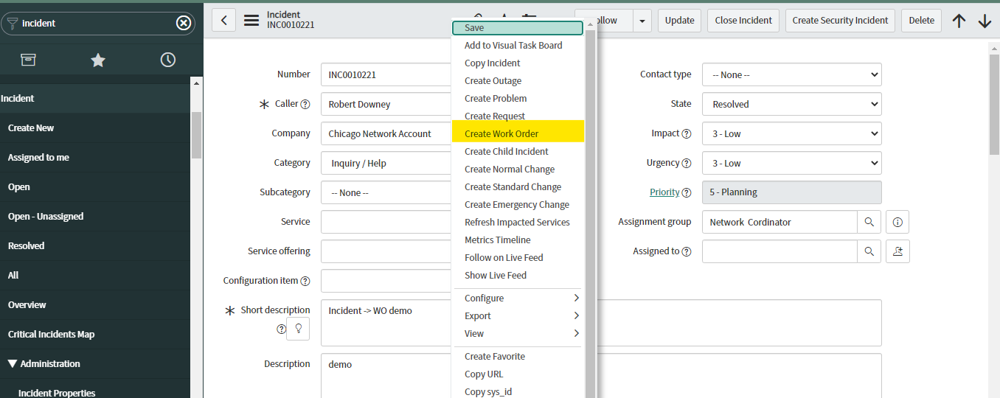 incident
Incident
Create New
Assigned to me
Open
Open - Unassigned
Resolved
All
Overview
Critical Incidents Map
Administration
Incident Properties
Incident
INC0010221
ollow
Update
Close Incident
Create Security Incident
Delete
Number
INC0010221
Caller
Robert Downey
Company
Chicago Network Account
Category
Inquiry / Help
Subcategory
-- None --
Service
Service offering
Configuration item
Short description
Incident -> WO demo
Description
demo
Save
Add to Visual Task Board
Copy Incident
Create Outage
Create Problem
Create Request
Create Work Order
Create Child Incident
Create Normal Change
Create Standard Change
Create Emergency Change
Refresh Impacted Services
Metrics Timeline
Follow on Live Feed
Show Live Feed
Configure
Export
View
Create Favorite
Copy URL
Copy sys_id
Contact type
-- None --
State
Resolved
Impact
3 - Low
Urgency
3 - Low
Priority
5 - Planning
Assignment group
Network Cordinator
Assigned to